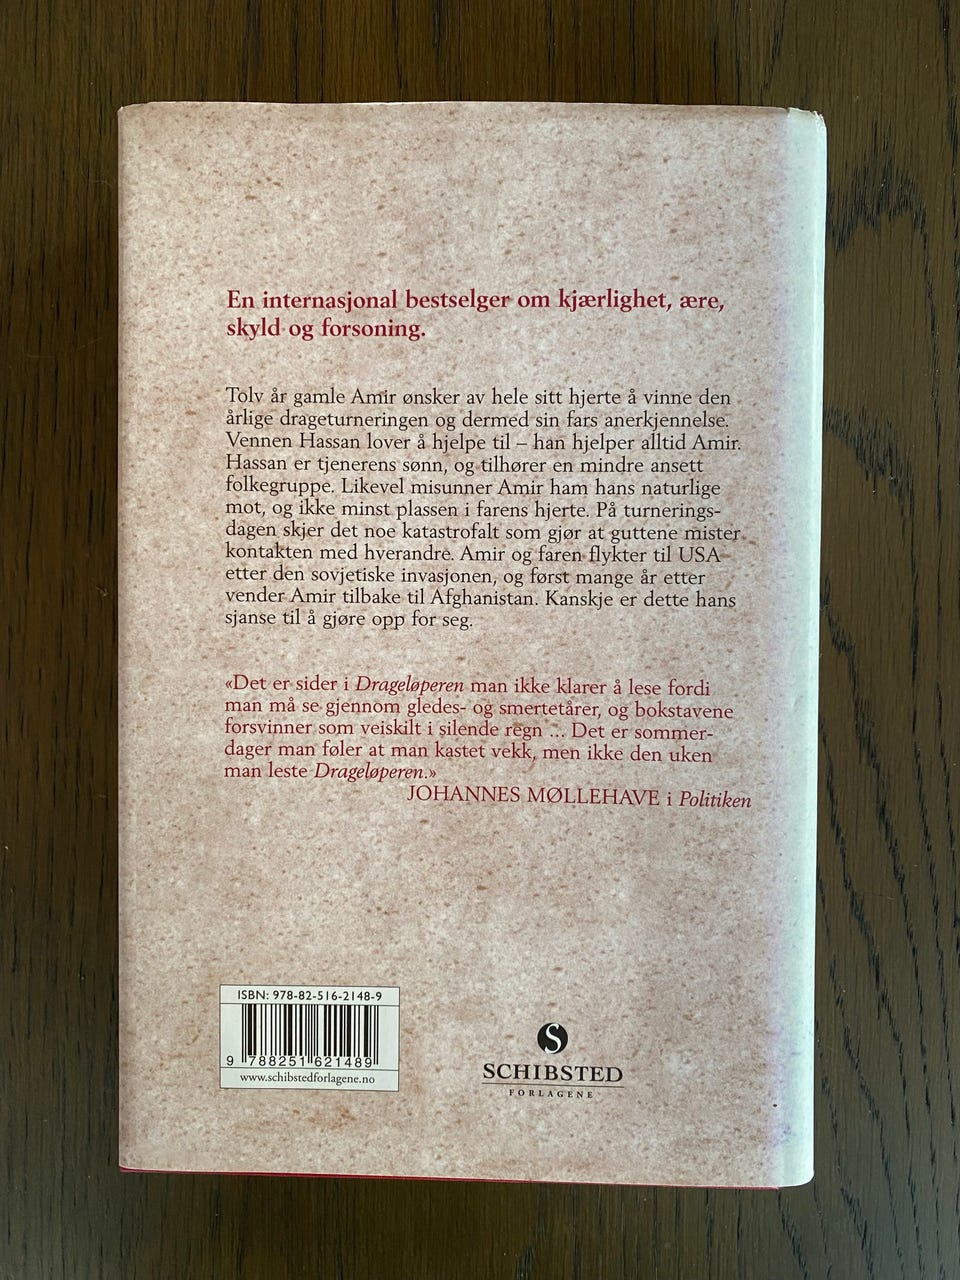 En internasjonal bestselger om kjærlighet, ære,
skyld og forsoning.
Tolv år gamle Amir ønsker av hele sitt hjerte å vinne den
årlige drageturneringen og dermed sin fars anerkjennelse.
Vennen Hassan lover å hjelpe til – han hjelper alltid Amir.
Hassan er tjenerens sønn, og tilhører en mindre ansett
folkegruppe. Likevel misunner Amir ham hans naturlige
mot, og ikke minst plassen i farens hjerte. På turnerings-
dagen skjer det noe katastrofalt som gjør at guttene mister
kontakten med hverandre. Amir og faren flykter til USA
etter den sovjetiske invasjonen, og først mange år etter
vender Amir tilbake til Afghanistan. Kanskje er dette hans
sjanse til å gjøre opp for seg.
«Det er sider i Drageløperen man ikke klarer å lese fordi
man må se gjennom gledes- og smertetårer, og bokstavene
forsvinner som veiskilt i silende regn ... Det er sommer-
dager man føler at man kastet vekk, men ikke den uken
man leste Drageløperen.»
JOHANNES MØLLEHAVE i Politiken
ISBN: 978-82-516-2148-9
9 788251 621489
www.schibstedforlagene.no
S
SCHIBSTED
FORLAGENE